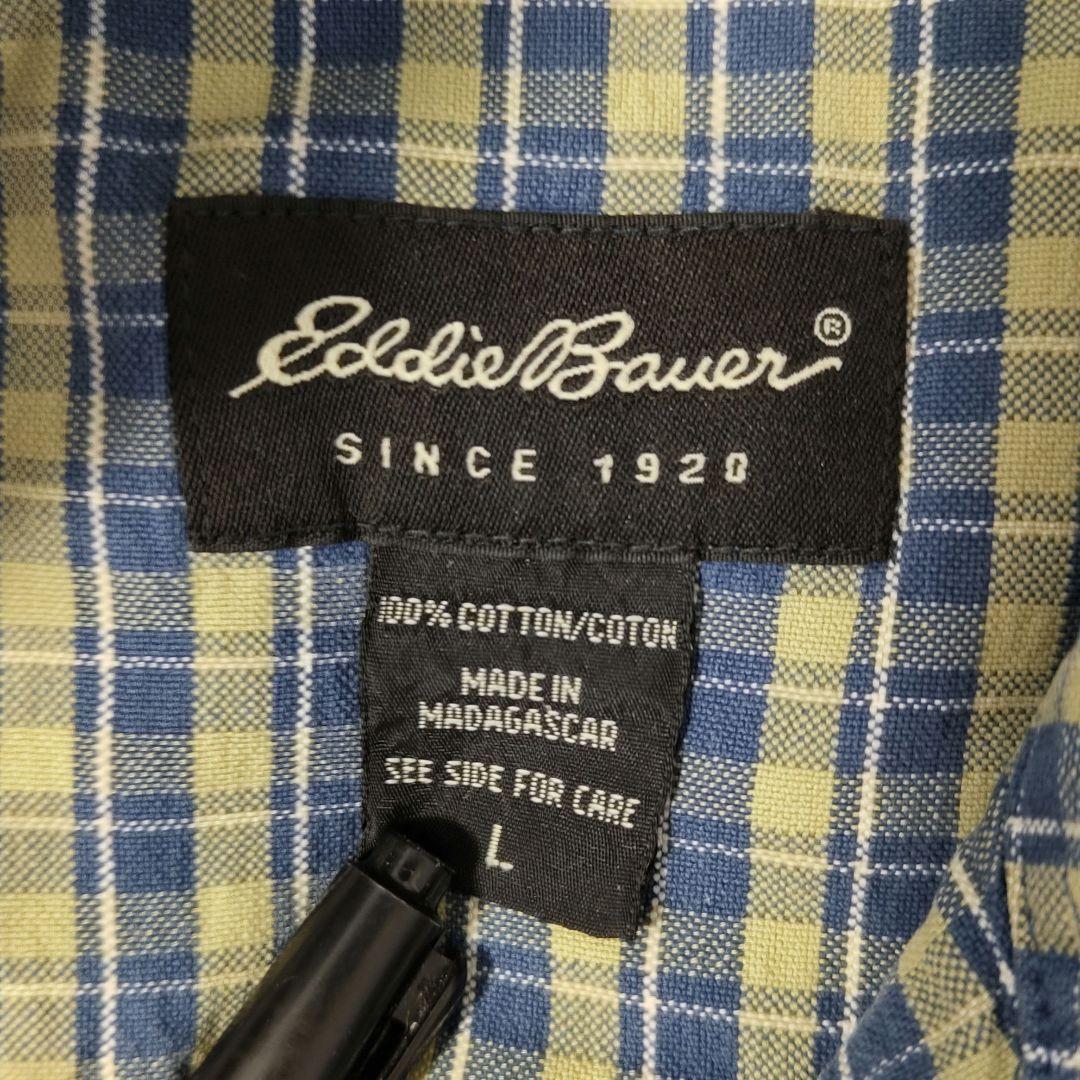 Eddie Bauer®
SINCE 1920
100% COTTON/COTON
MADE IN
MADAGASCAR
SEE SIDE FOR CARE
L